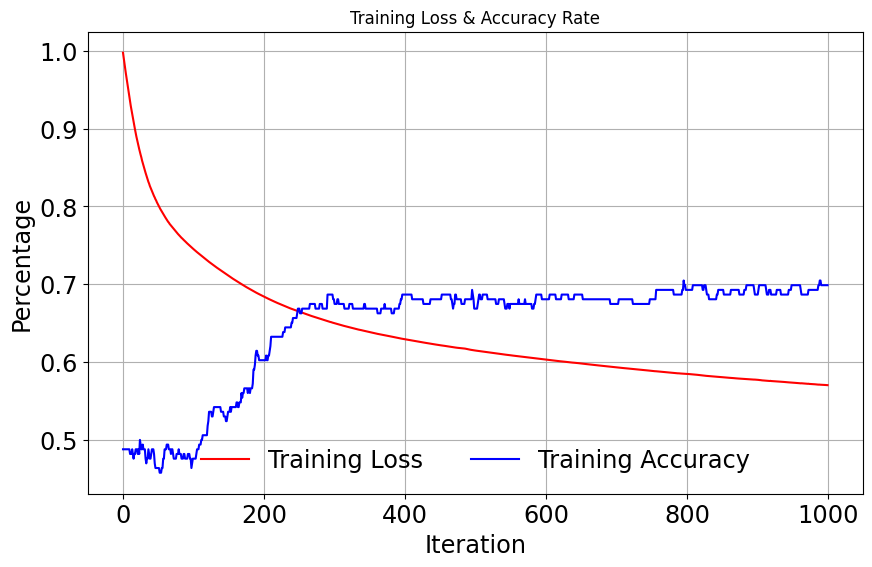 Training Loss & Accuracy Rate
Percentage
1.0
0.9
0.8
0.7
0.6
0.5
Training Loss
Training Accuracy
0 200 400 600 800 1000
Iteration